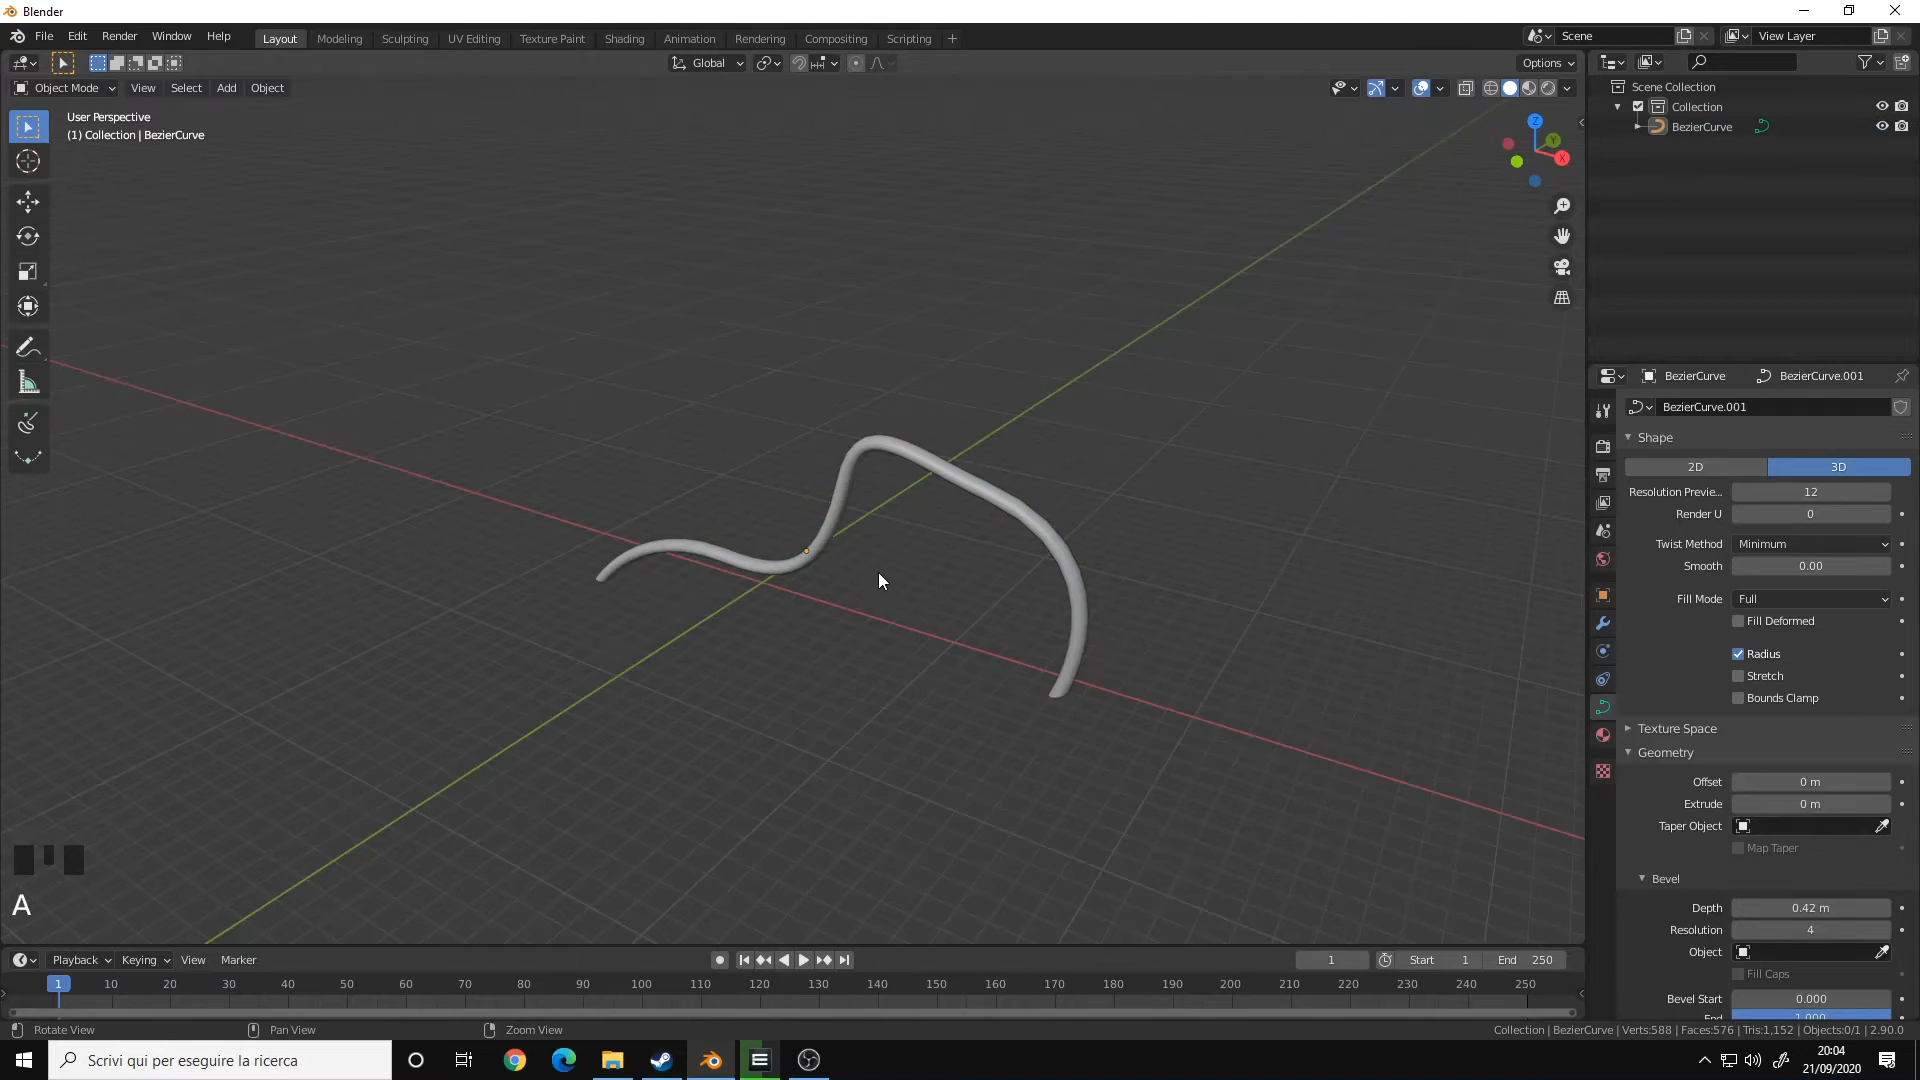 Blender
File Edit Render Window Help
Layout Modeling Sculpting UV Editing Texture Paint Shading Animation Rendering Compositing Scripting +
Scene
View Layer
Global
Options
Object Mode View Select Add Object
User Perspective
(1) Collection | BezierCurve
Z
Y
X
Scene Collection
Collection
BezierCurve
BezierCurve BezierCurve.001
BezierCurve.001
Shape
2D 3D
Resolution Previe... 12
Render U 0
Twist Method Minimum
Smooth 0.00
Fill Mode Full
Fill Deformed
Radius
Stretch
Bounds Clamp
Texture Space
Geometry
Offset 0 m
Extrude 0 m
Taper Object
Map Taper
Bevel
Depth 0.42 m
Resolution 4
Object
Fill Caps
Bevel Start 0.000
End 1.000
A
Playback Keying View Marker
1 Start 1 End 250
1 10 20 30 40 50 60 70 80 90 100 110 120 130 140 150 160 170 180 190 200 210 220 230 240 250
Rotate View Pan View Zoom View
Collection | BezierCurve | Verts:588 | Faces:576 | Tris:1,152 | Objects:0/1 | 2.90.0
Scrivi qui per eseguire la ricerca
20:04
21/09/2020